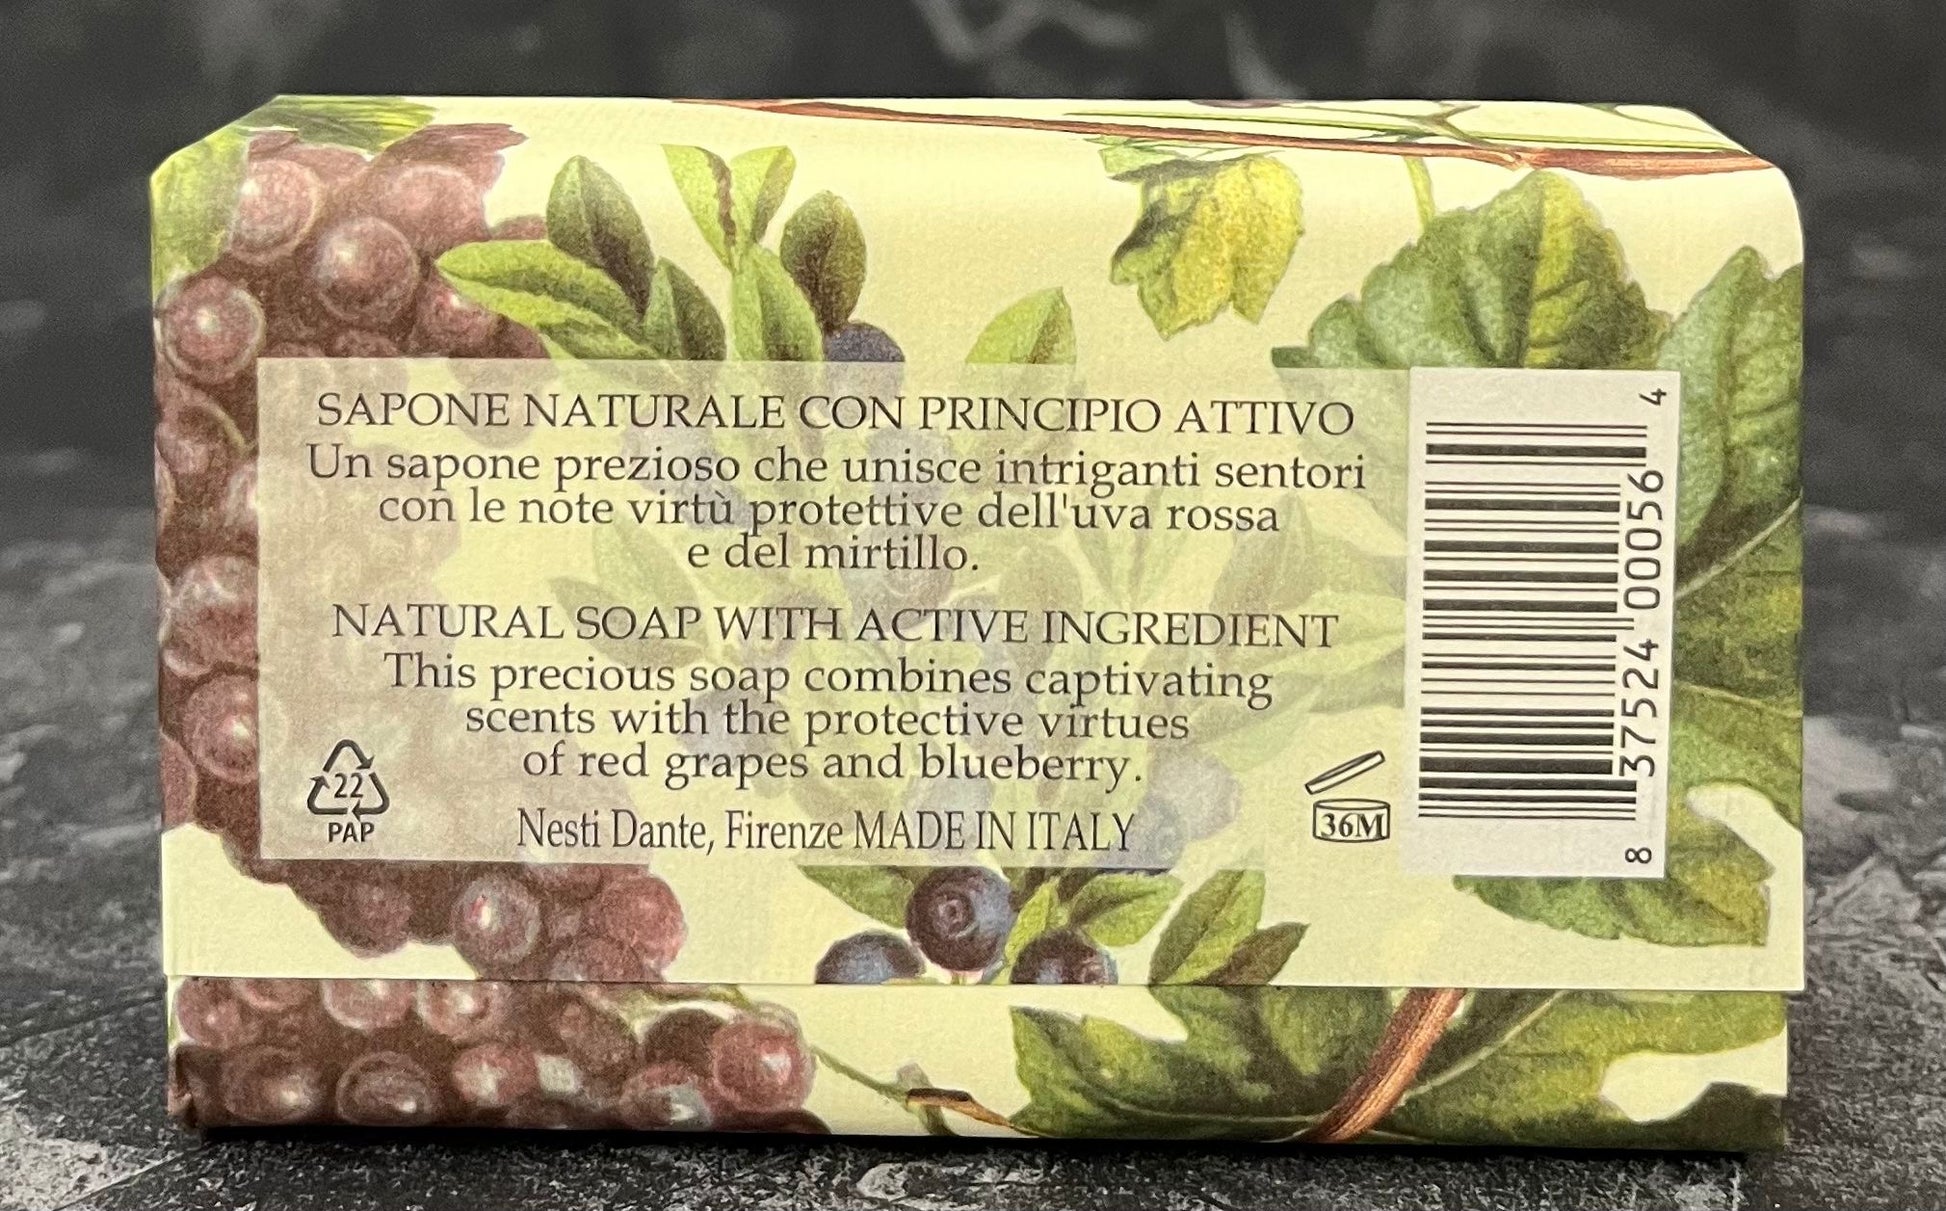 SAPONE NATURALE CON PRINCIPIO ATTIVO
Un sapone prezioso che unisce intriganti sentori
con le note virtù protettive dell'uva rossa
e del mirtillo.
NATURAL SOAP WITH ACTIVE INGREDIENT
This precious soap combines captivating
scents with the protective virtues
of red grapes and blueberry.
Nesti Dante, Firenze MADE IN ITALY
22
PAP
36M
8 37524 00056 4